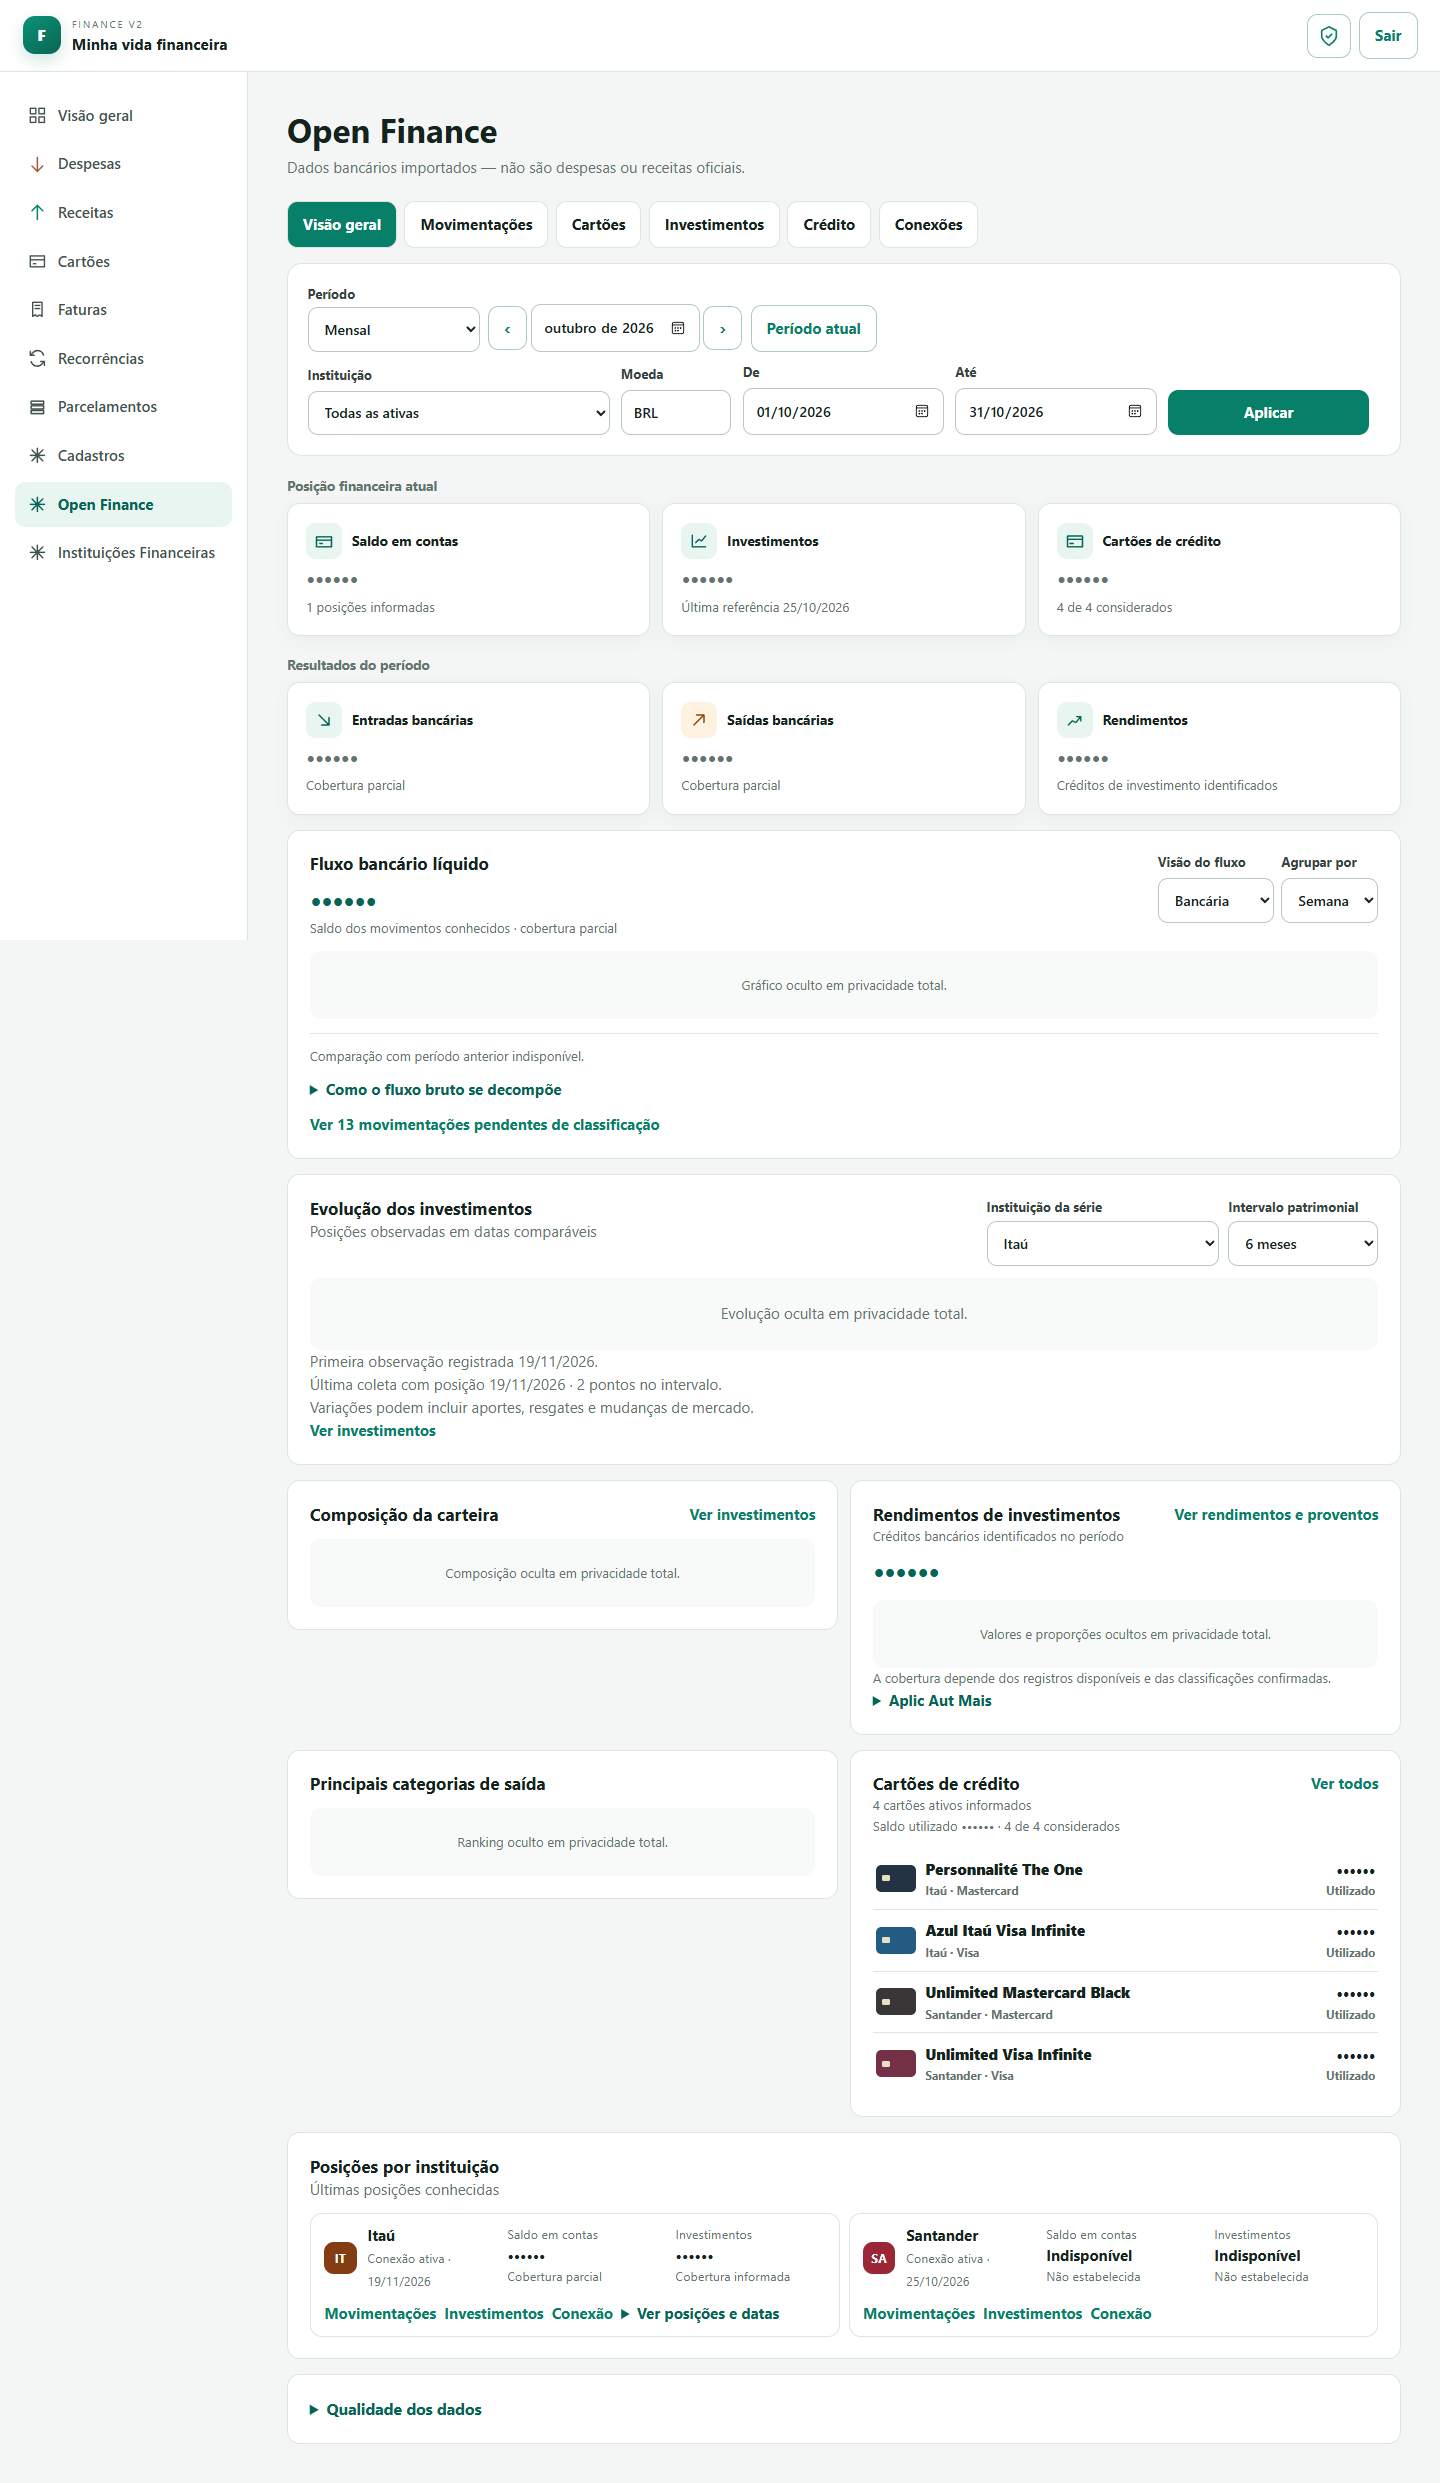 F
FINANCE V2
Minha vida financeira
Sair
Visão geral
Despesas
Receitas
Cartões
Faturas
Recorrências
Parcelamentos
Cadastros
Open Finance
Instituições Financeiras
Open Finance
Dados bancários importados — não são despesas ou receitas oficiais.
Visão geral Movimentações Cartões Investimentos Crédito Conexões
Período
Mensal ‹ outubro de 2026 › Período atual
Instituição Moeda De Até
Todas as ativas BRL 01/10/2026 31/10/2026 Aplicar
Posição financeira atual
Saldo em contas
••••••
1 posições informadas
Investimentos
••••••
Última referência 25/10/2026
Cartões de crédito
••••••
4 de 4 considerados
Resultados do período
Entradas bancárias
••••••
Cobertura parcial
Saídas bancárias
••••••
Cobertura parcial
Rendimentos
••••••
Créditos de investimento identificados
Fluxo bancário líquido
••••••
Saldo dos movimentos conhecidos · cobertura parcial
Visão do fluxo Agrupar por
Bancária Semana
Gráfico oculto em privacidade total.
Comparação com período anterior indisponível.
▶ Como o fluxo bruto se decompõe
Ver 13 movimentações pendentes de classificação
Evolução dos investimentos
Posições observadas em datas comparáveis
Instituição da série Intervalo patrimonial
Itaú 6 meses
Evolução oculta em privacidade total.
Primeira observação registrada 19/11/2026.
Última coleta com posição 19/11/2026 · 2 pontos no intervalo.
Variações podem incluir aportes, resgates e mudanças de mercado.
Ver investimentos
Composição da carteira Ver investimentos
Composição oculta em privacidade total.
Rendimentos de investimentos Ver rendimentos e proventos
Créditos bancários identificados no período
••••••
Valores e proporções ocultos em privacidade total.
A cobertura depende dos registros disponíveis e das classificações confirmadas.
▶ Aplic Aut Mais
Principais categorias de saída
Ranking oculto em privacidade total.
Cartões de crédito Ver todos
4 cartões ativos informados
Saldo utilizado •••••• · 4 de 4 considerados
Personnalité The One ••••••
Itaú · Mastercard Utilizado
Azul Itaú Visa Infinite ••••••
Itaú · Visa Utilizado
Unlimited Mastercard Black ••••••
Santander · Mastercard Utilizado
Unlimited Visa Infinite ••••••
Santander · Visa Utilizado
Posições por instituição
Últimas posições conhecidas
IT
Itaú
Conexão ativa ·
19/11/2026
Saldo em contas
••••••
Cobertura parcial
Investimentos
••••••
Cobertura informada
Movimentações Investimentos Conexão ▶ Ver posições e datas
SA
Santander
Conexão ativa ·
25/10/2026
Saldo em contas
Indisponível
Não estabelecida
Investimentos
Indisponível
Não estabelecida
Movimentações Investimentos Conexão
▶ Qualidade dos dados